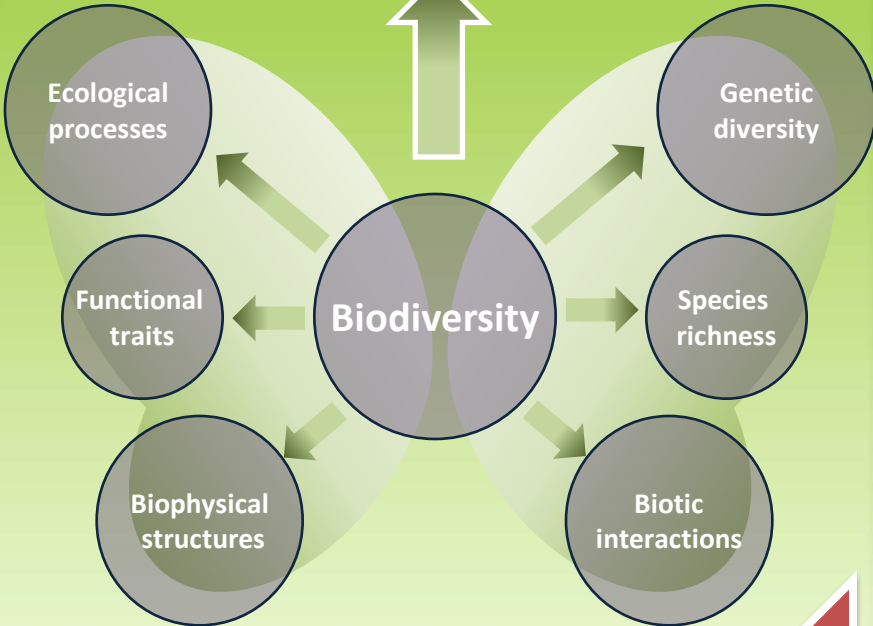 Ecological
processes
Genetic
diversity
Functional
traits
Biodiversity
Species
richness
Biophysical
structures
Biotic
interactions